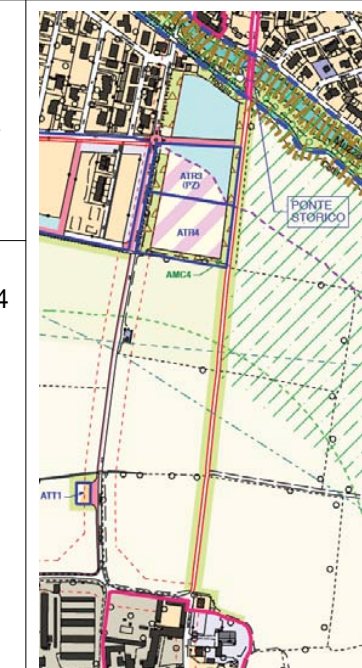 ATR3
(PZ)
PONTE
STORICO
ATR4
AMC4
4
ATT1